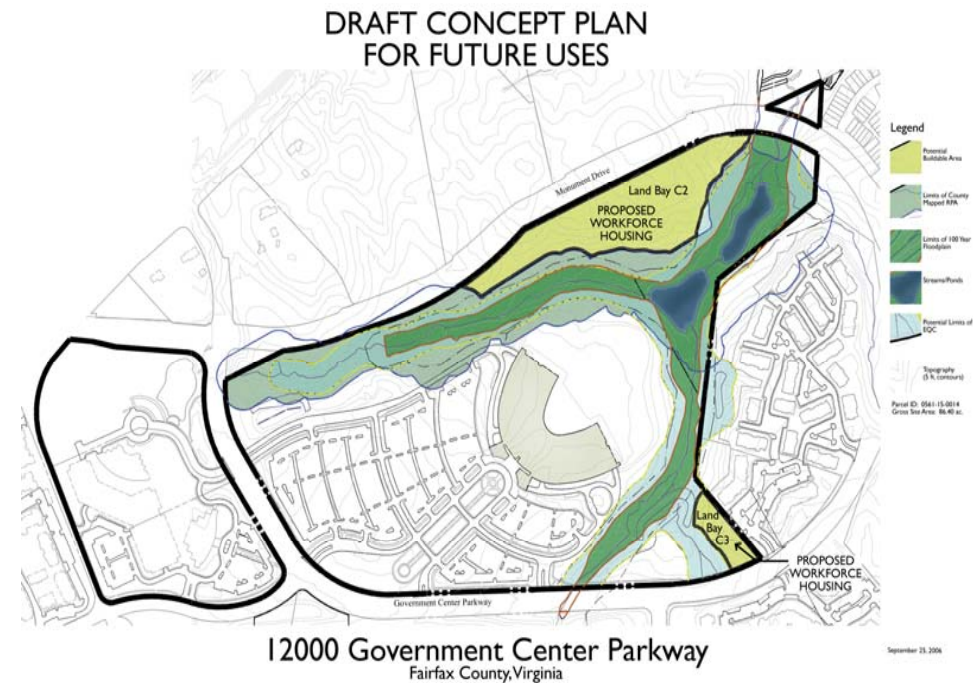 DRAFT CONCEPT PLAN
FOR FUTURE USES
Monument Drive
Land Bay C2
PROPOSED
WORKFORCE
HOUSING
Legend
Potential
Buildable Area
Limits of County
Mapped RPA
Limits of 100 Year
Floodplain
Streams/Ponds
Potential Limits of
EQC
Topography
(5 ft. contours)
Parcel ID: 0561-15-0014
Gross Site Area: 86.40 ac.
Land
Bay
C3
PROPOSED
WORKFORCE
HOUSING
Government Center Parkway
12000 Government Center Parkway
Fairfax County, Virginia
September 25, 2006